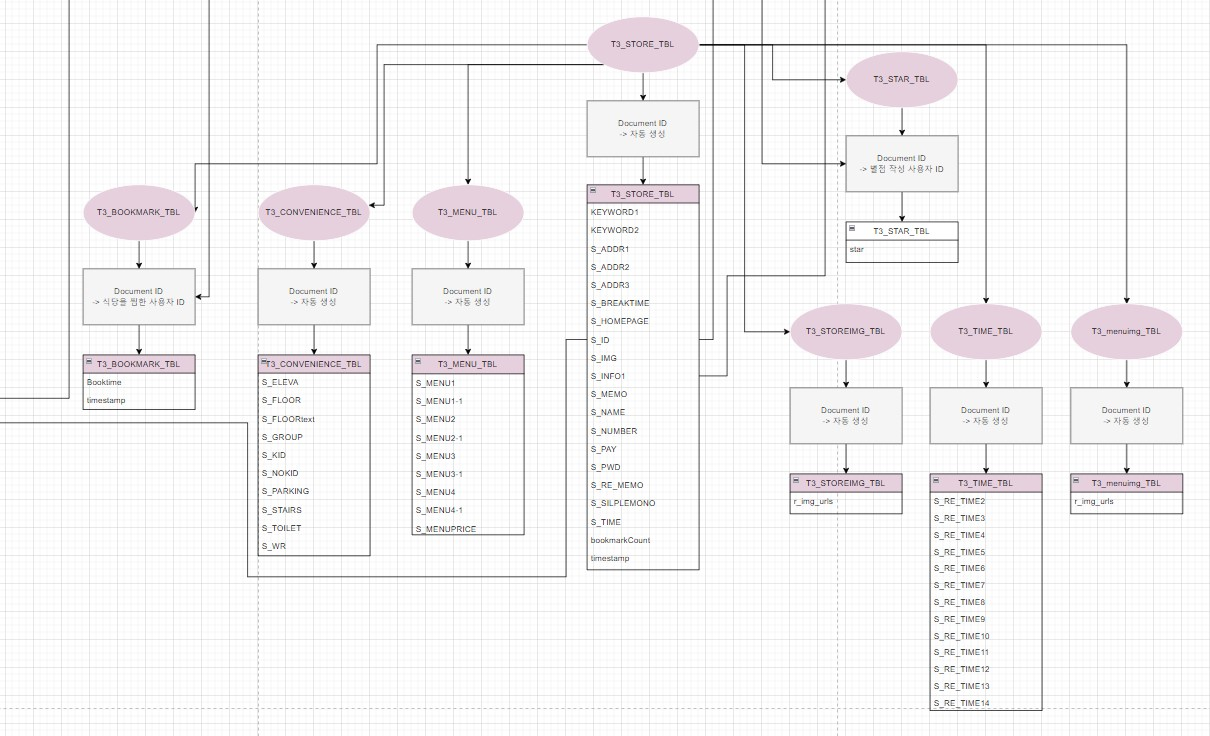 T3_STORE_TBL
Document ID
-> 자동 생성
T3_STORE_TBL
KEYWORD1
KEYWORD2
S_ADDR1
S_ADDR2
S_ADDR3
S_BREAKTIME
S_HOMEPAGE
S_ID
S_IMG
S_INFO1
S_MEMO
S_NAME
S_NUMBER
S_PAY
S_PWD
S_RE_MEMO
S_SILPLEMONO
S_TIME
bookmarkCount
timestamp
T3_STAR_TBL
Document ID
-> 별점 작성 사용자 ID
T3_STAR_TBL
star
T3_BOOKMARK_TBL
Document ID
-> 식당을 찜한 사용자 ID
T3_BOOKMARK_TBL
Booktime
timestamp
T3_CONVENIENCE_TBL
Document ID
-> 자동 생성
T3_CONVENIENCE_TBL
S_ELEVA
S_FLOOR
S_FLOORtext
S_GROUP
S_KID
S_NOKID
S_PARKING
S_STAIRS
S_TOILET
S_WR
T3_MENU_TBL
Document ID
-> 자동 생성
T3_MENU_TBL
S_MENU1
S_MENU1-1
S_MENU2
S_MENU2-1
S_MENU3
S_MENU3-1
S_MENU4
S_MENU4-1
S_MENUPRICE
T3_STOREIMG_TBL
Document ID
-> 자동 생성
T3_STOREIMG_TBL
r_img_urls
T3_TIME_TBL
Document ID
-> 자동 생성
T3_TIME_TBL
S_RE_TIME2
S_RE_TIME3
S_RE_TIME4
S_RE_TIME5
S_RE_TIME6
S_RE_TIME7
S_RE_TIME8
S_RE_TIME9
S_RE_TIME10
S_RE_TIME11
S_RE_TIME12
S_RE_TIME13
S_RE_TIME14
T3_menuimg_TBL
Document ID
-> 자동 생성
T3_menuimg_TBL
r_img_urls